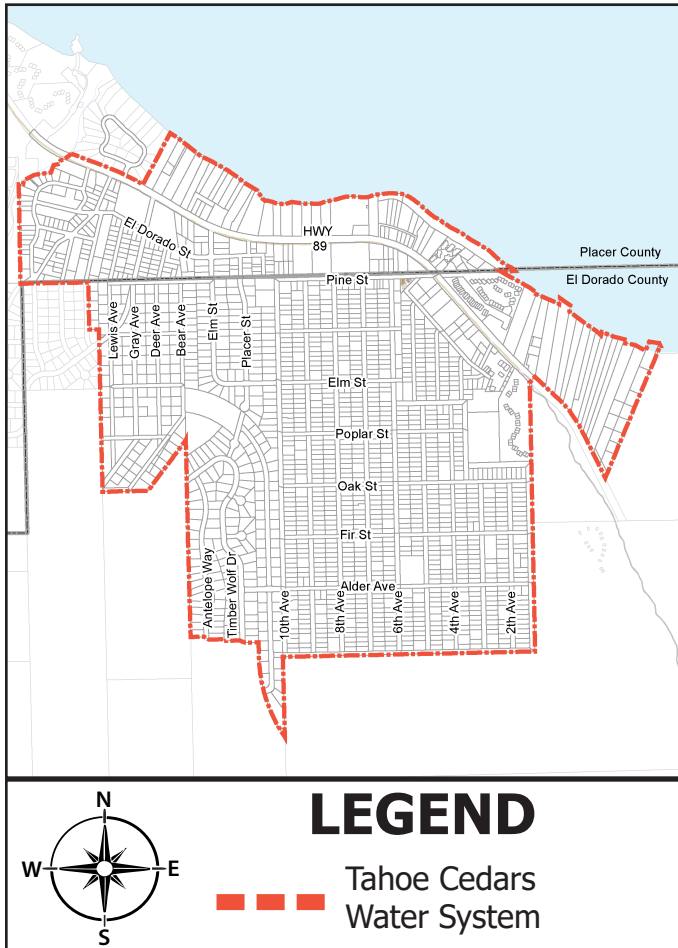 El Dorado St
HWY
89
Placer County
El Dorado County
Pine St
Lewis Ave
Gray Ave
Deer Ave
Bear Ave
Elm St
Placer St
Elm St
Poplar St
Oak St
Fir St
Alder Ave
Antelope Way
Timber Wolf Dr
10th Ave
8th Ave
6th Ave
4th Ave
2th Ave
N
W
E
S
LEGEND
Tahoe Cedars
Water System